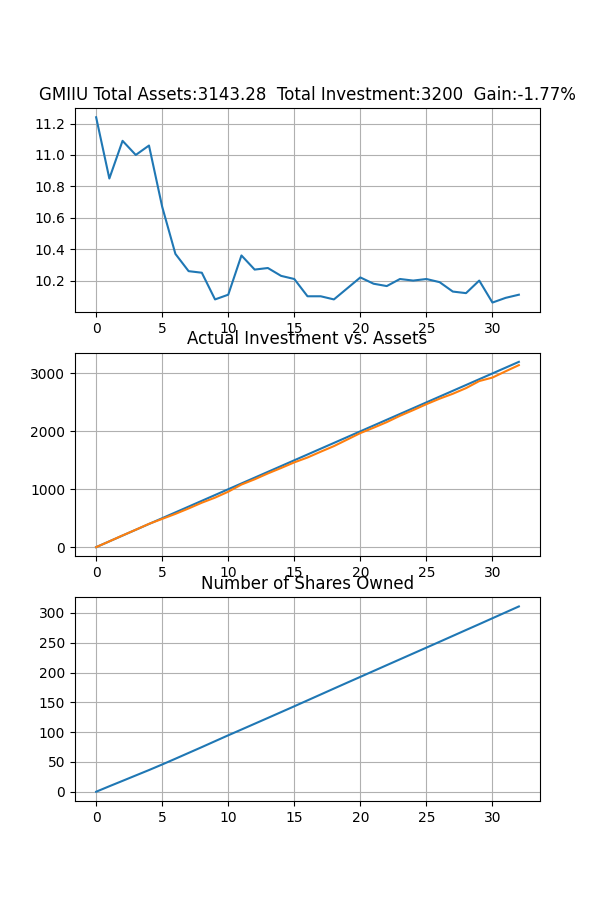 GMIIU Total Assets:3143.28  Total Investment:3200  Gain:-1.77%
11.2
11.0
10.8
10.6
10.4
10.2
0 5 10 15 20 25 30
Actual Investment vs. Assets
3000
2000
1000
0
0 5 10 15 20 25 30
Number of Shares Owned
300
250
200
150
100
50
0
0 5 10 15 20 25 30